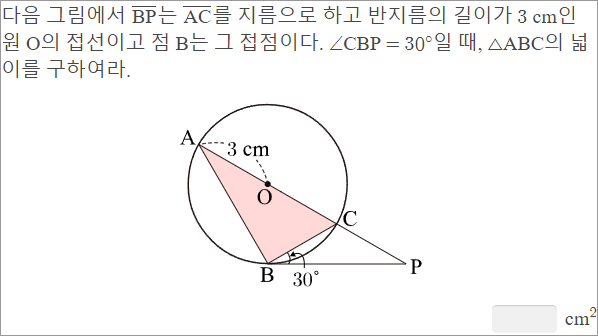 다음 그림에서 BP는 AC를 지름으로 하고 반지름의 길이가 3 cm인
원 O의 접선이고 점 B는 그 접점이다. ∠CBP = 30°일 때, △ABC의 넓
이를 구하여라.
A
3 cm
O
C
B
30°
P
cm²